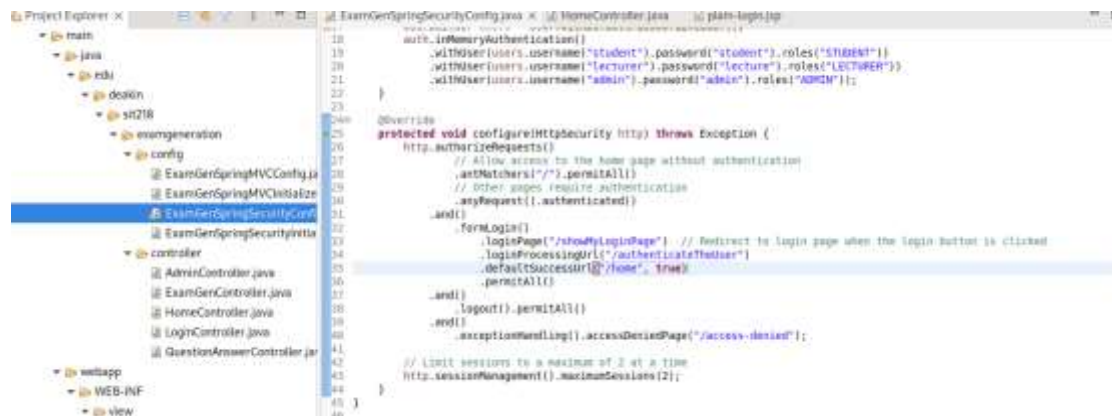 Project Explorer
main
java
edu
deakin
sit218
examgeneration
config
ExamGenSpringMVCConfig.ja
ExamGenSpringMVCInitialize
ExamGenSpringSecurityConf
ExamGenSpringSecurityInitia
controller
AdminController.java
ExamGenController.java
HomeController.java
LoginController.java
QuestionAnswerController.jav
webapp
WEB-INF
view
ExamGenSpringSecurityConfig.java
HomeController.java
plain-login.jsp
18 auth.inMemoryAuthentication()
19 .withUser(users.username("student").password("student").roles("STUDENT"))
20 .withUser(users.username("lecturer").password("lecture").roles("LECTURER"))
21 .withUser(users.username("admin").password("admin").roles("ADMIN"));
22 }
23
24 @Override
25 protected void configure(HttpSecurity http) throws Exception {
26 http.authorizeRequests()
27 // Allow access to the home page without authentication
28 .antMatchers("/").permitAll()
29 // Other pages require authentication
30 .anyRequest().authenticated()
31 .and()
32 .formLogin()
33 .loginPage("/showMyLoginPage") // Redirect to login page when the login button is clicked
34 .loginProcessingUrl("/authenticateTheUser")
35 .defaultSuccessUrl("/home", true)
36 .permitAll()
37 .and()
38 .logout().permitAll()
39 .and()
40 .exceptionHandling().accessDeniedPage("/access-denied");
41
42 // Limit sessions to a maximum of 2 at a time
43 http.sessionManagement().maximumSessions(2);
44 }
45 }